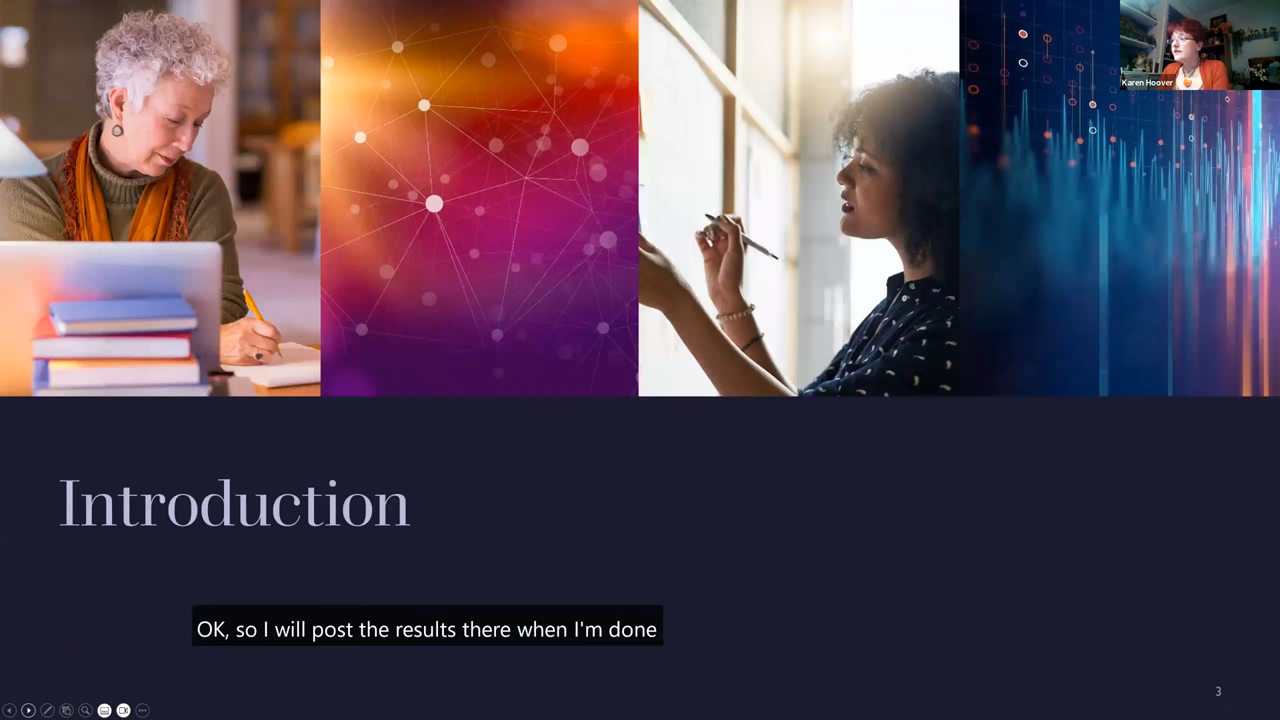 Karen Hoover
Introduction
OK, so I will post the results there when I'm done
3